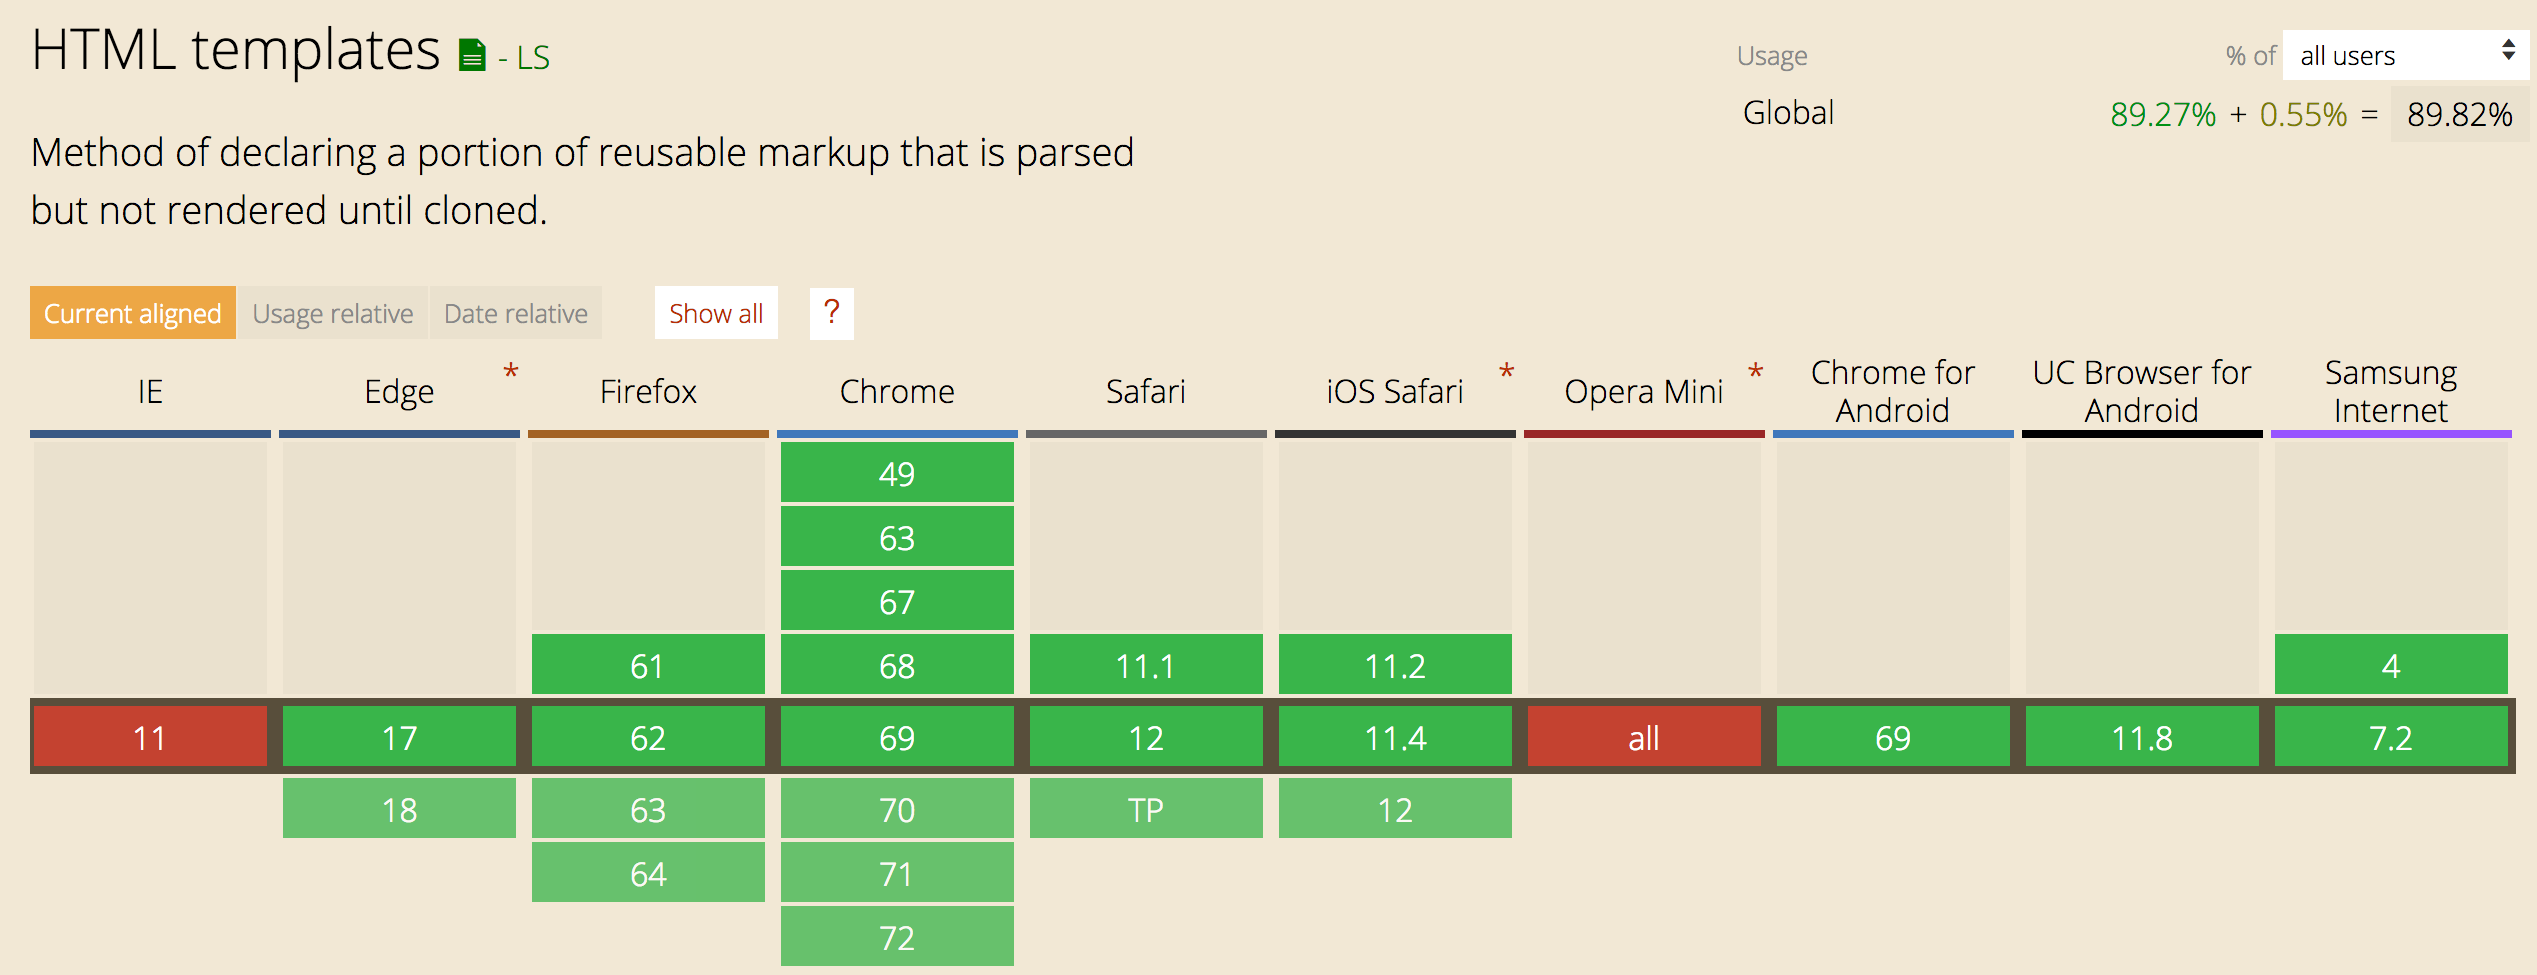 HTML templates - LS
Usage % of all users
Global 89.27% + 0.55% = 89.82%
Method of declaring a portion of reusable markup that is parsed
but not rendered until cloned.
Current aligned Usage relative Date relative Show all ?
IE Edge * Firefox Chrome Safari iOS Safari * Opera Mini * Chrome for Android UC Browser for Android Samsung Internet
49
63
67
61 68 11.1 11.2 4
11 17 62 69 12 11.4 all 69 11.8 7.2
18 63 70 TP 12
64 71
72